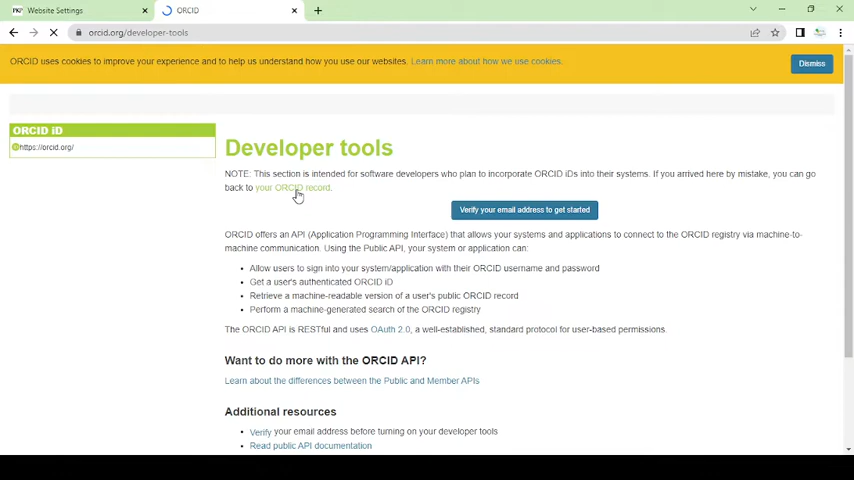 PKP Website Settings
ORCID
orcid.org/developer-tools
ORCID uses cookies to improve your experience and to help us understand how you use our websites. Learn more about how we use cookies.
Dismiss
ORCID iD
https://orcid.org/
Developer tools
NOTE: This section is intended for software developers who plan to incorporate ORCID iDs into their systems. If you arrived here by mistake, you can go
back to your ORCID record.
Verify your email address to get started
ORCID offers an API (Application Programming Interface) that allows your systems and applications to connect to the ORCID registry via machine-to-
machine communication. Using the Public API, your system or application can:
• Allow users to sign into your system/application with their ORCID username and password
• Get a user's authenticated ORCID iD
• Retrieve a machine-readable version of a user's public ORCID record
• Perform a machine-generated search of the ORCID registry
The ORCID API is RESTful and uses OAuth 2.0, a well-established, standard protocol for user-based permissions.
Want to do more with the ORCID API?
Learn about the differences between the Public and Member APIs
Additional resources
• Verify your email address before turning on your developer tools
• Read public API documentation